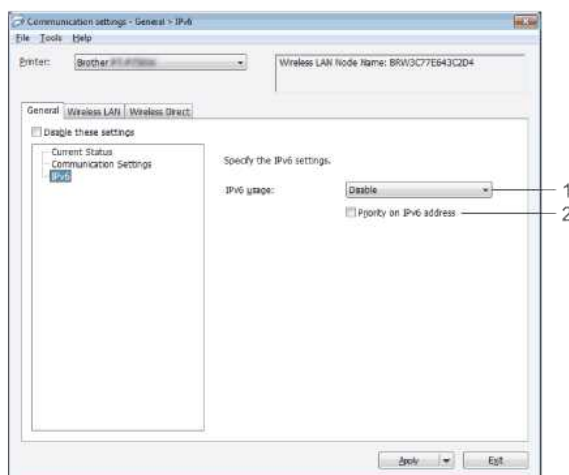 Communication settings - General > IPv6
File Tools Help
Printer: Brother
Wireless LAN Node Name: BRW3C77E643C2D4
General Wireless LAN Wireless Direct
Disable these settings
Current Status
Communication Settings
IPv6
Specify the IPv6 settings.
IPv6 usage: Disable 1
Priority on IPv6 address 2
Apply Exit